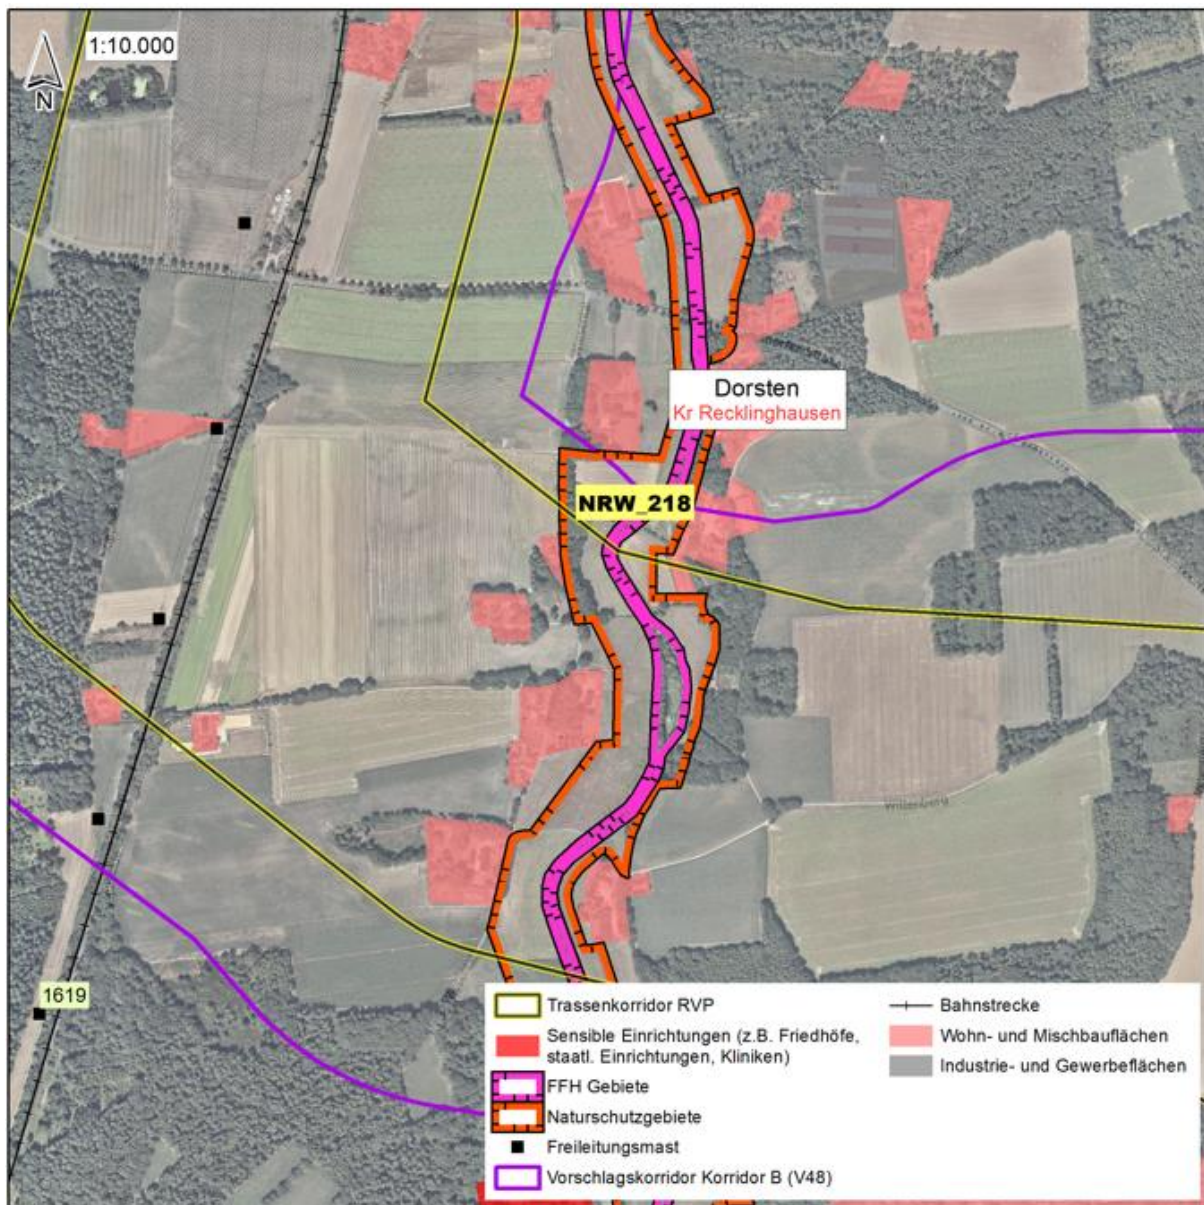 1:10.000
N
Dorsten
Kr Recklinghausen
NRW_218
Wittenberg
1619
Trassenkorridor RVP
Sensible Einrichtungen (z.B. Friedhöfe,
staatl. Einrichtungen, Kliniken)
FFH Gebiete
Naturschutzgebiete
Freileitungsmast
Vorschlagskorridor Korridor B (V48)
Bahnstrecke
Wohn- und Mischbauflächen
Industrie- und Gewerbeflächen